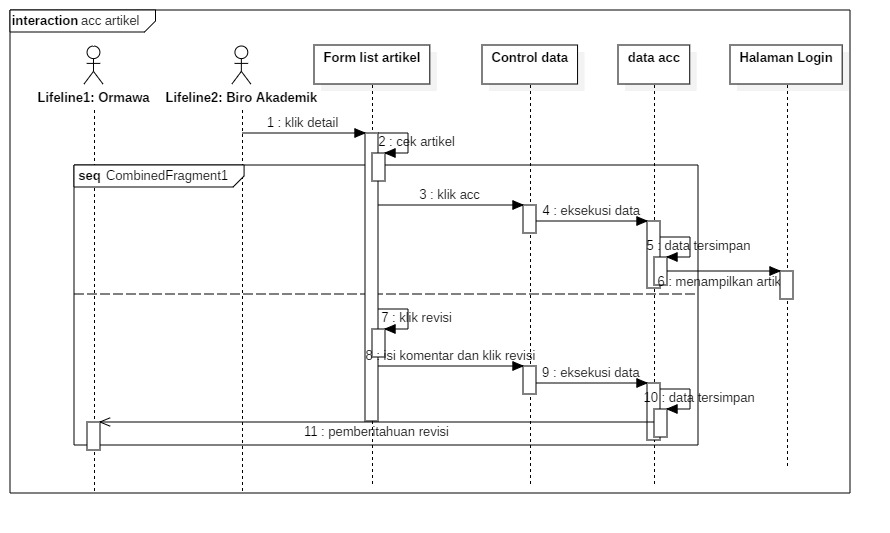 interaction acc artikel
Lifeline1: Ormawa
Lifeline2: Biro Akademik
Form list artikel
Control data
data acc
Halaman Login
1 : klik detail
2 : cek artikel
seq CombinedFragment1
3 : klik acc
4 : eksekusi data
5 : data tersimpan
6 : menampilkan artik
7 : klik revisi
8 : isi komentar dan klik revisi
9 : eksekusi data
10 : data tersimpan
11 : pemberitahuan revisi